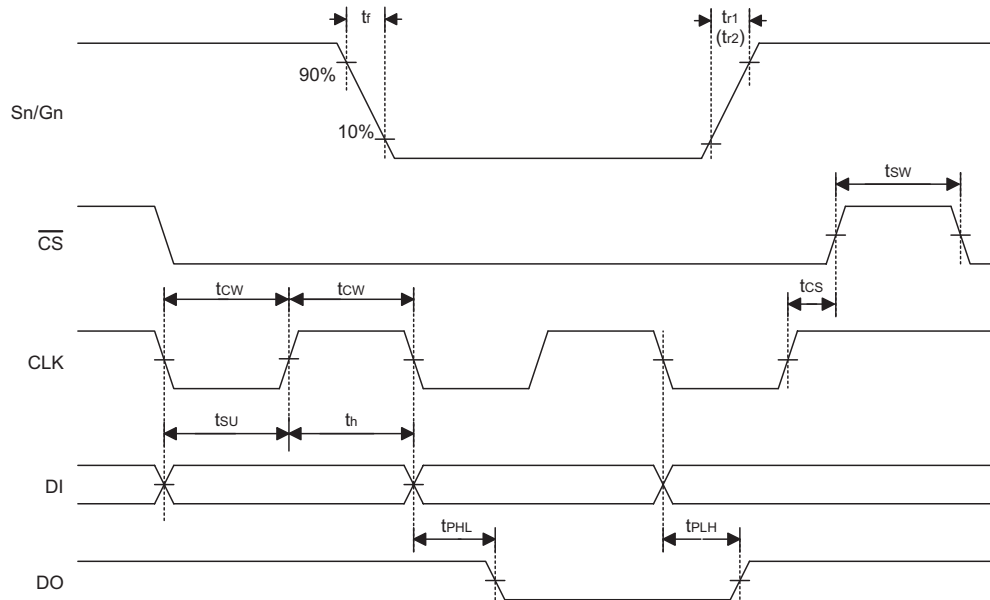 tf
tr1
(tr2)
90%
Sn/Gn
10%
tSW
CS
tCS
tCW
tCW
CLK
tSU
th
DI
tPHL
tPLH
DO